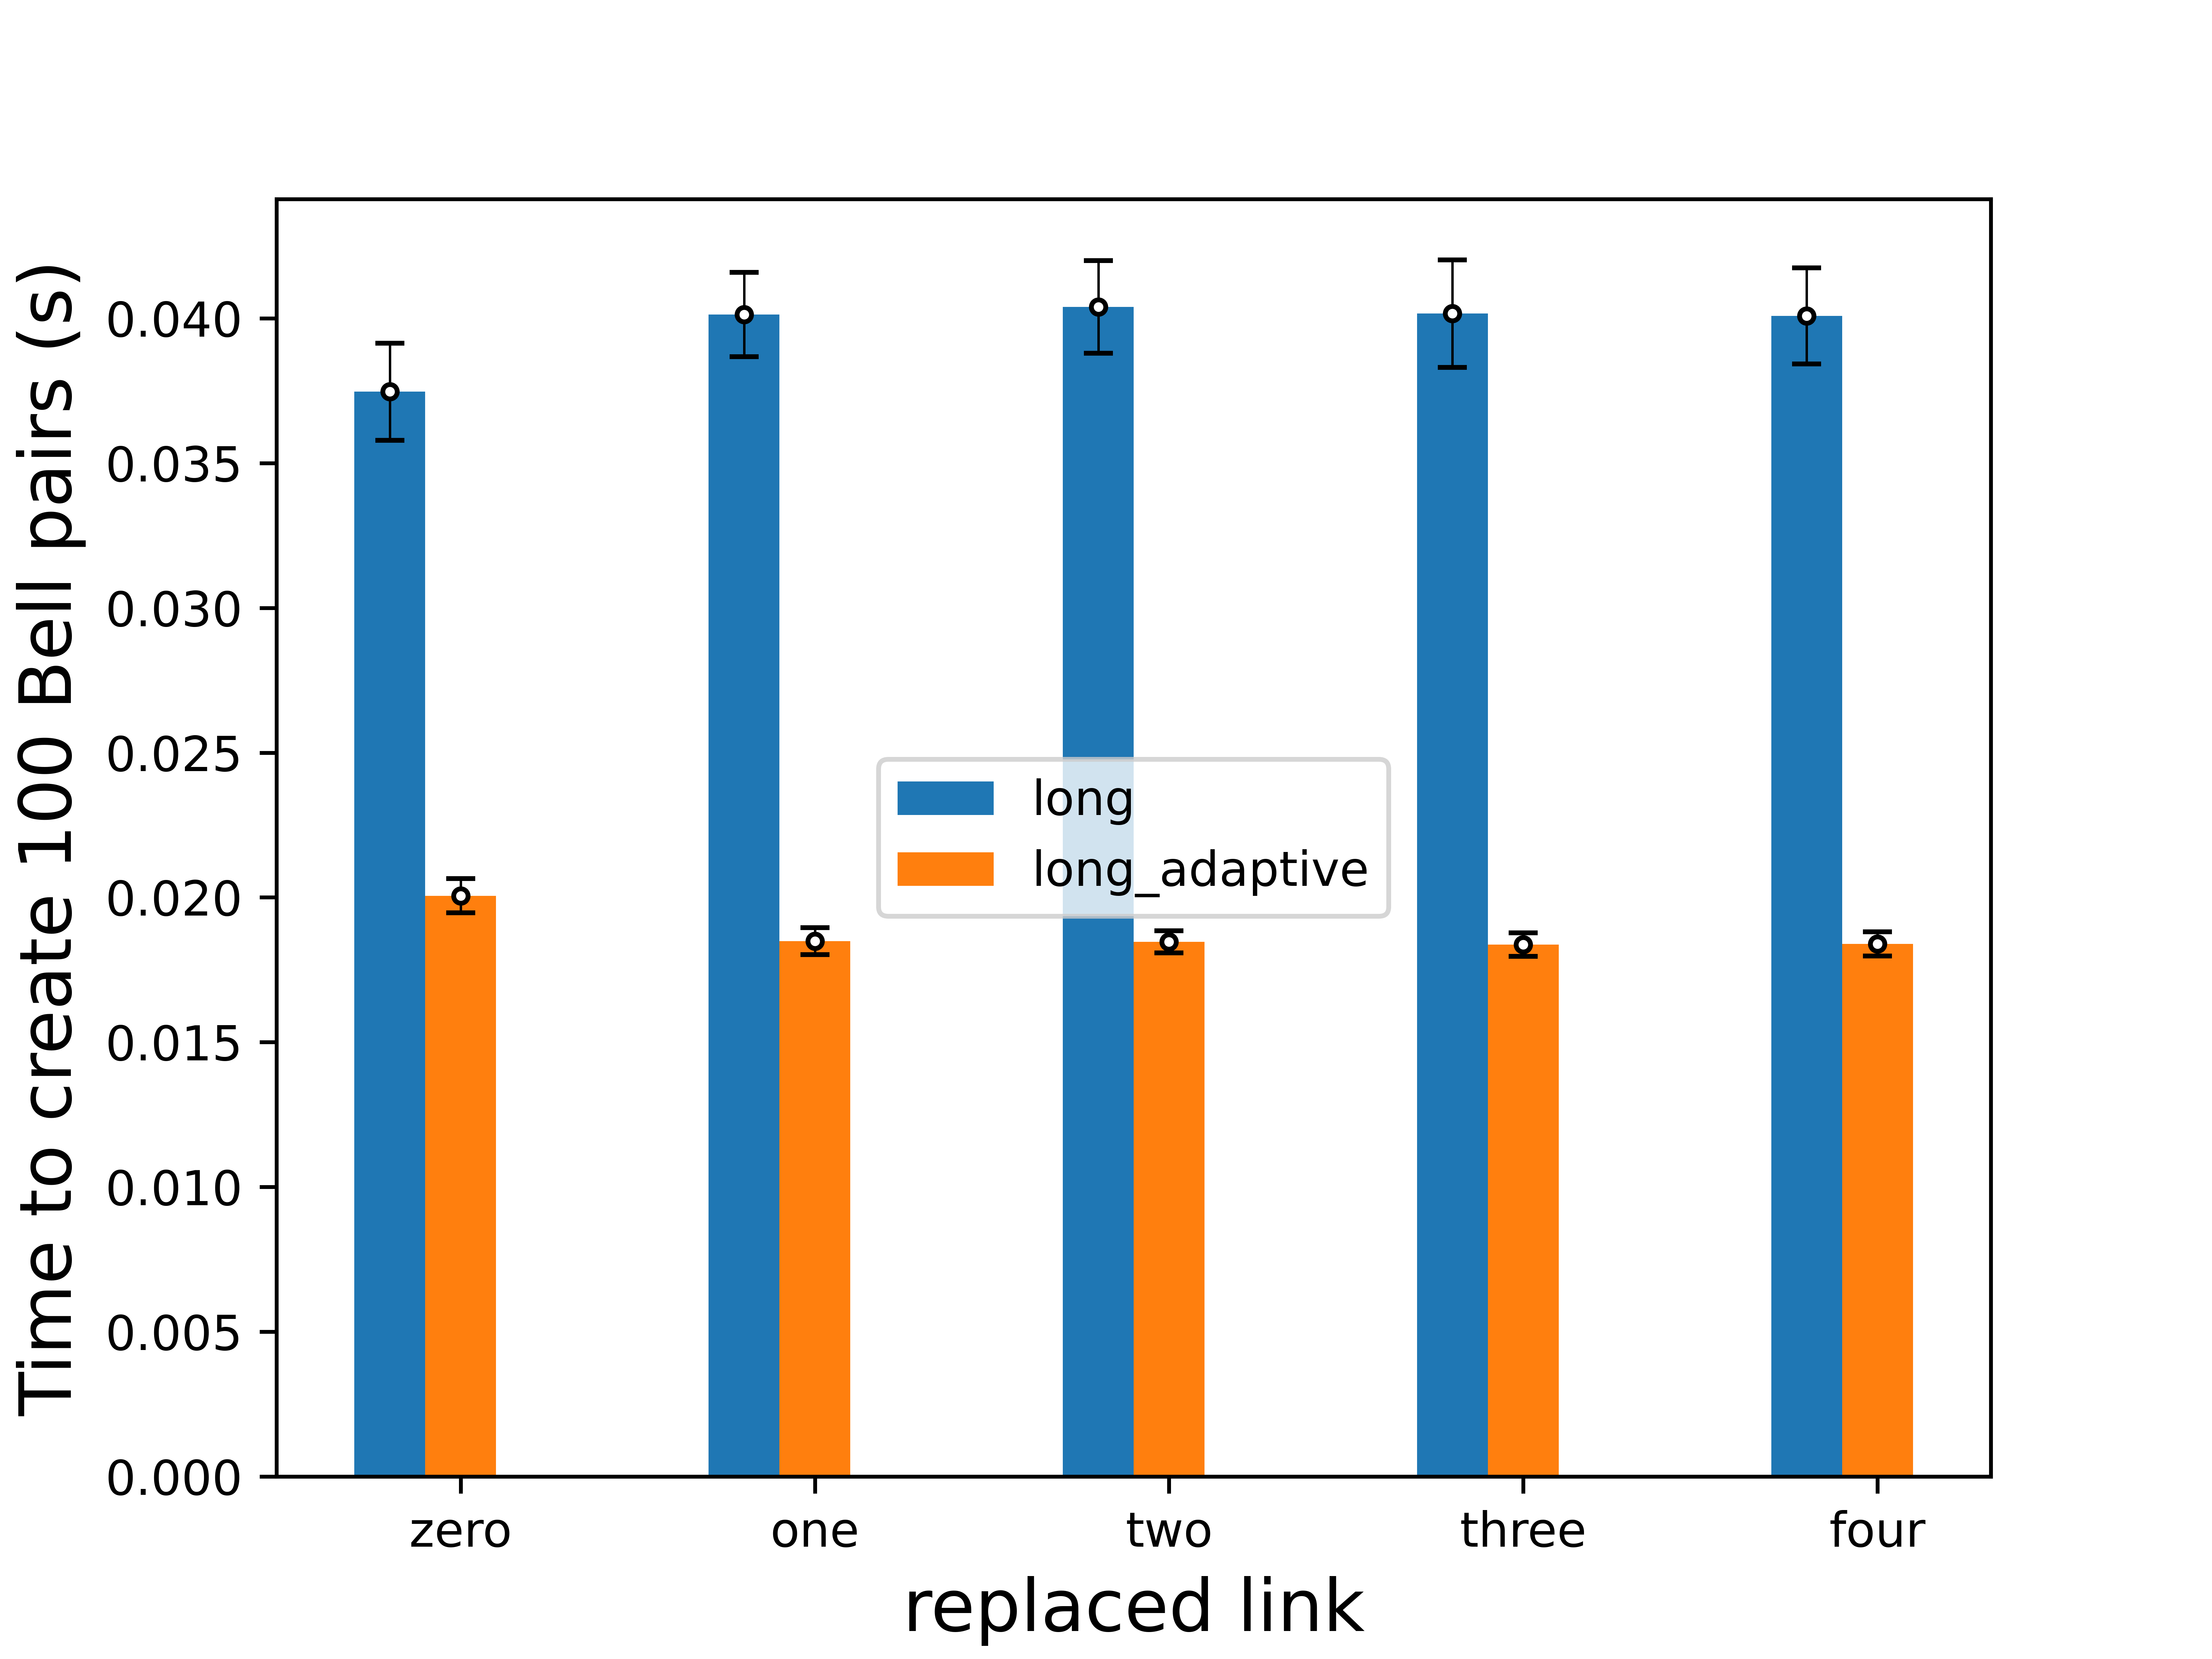 Time to create 100 Bell pairs (s)
0.040
0.035
0.030
0.025
0.020
0.015
0.010
0.005
0.000
long
long_adaptive
zero one two three four
replaced link